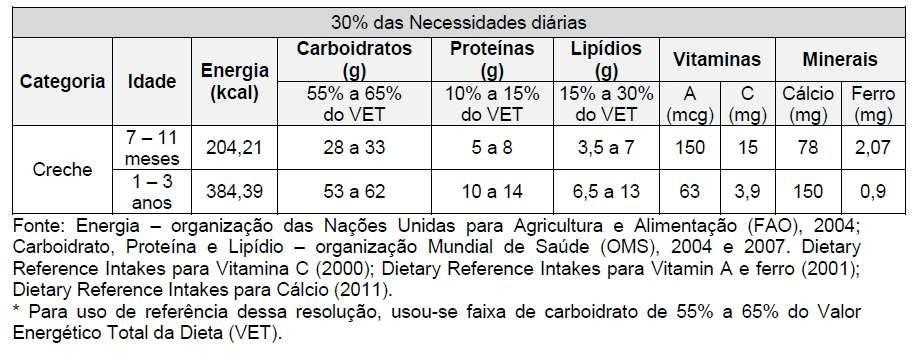 30% das Necessidades diárias
Categoria Idade Energia (kcal) Carboidratos (g) Proteínas (g) Lipídios (g) Vitaminas Minerais
55% a 65% do VET 10% a 15% do VET 15% a 30% do VET A (mcg) C (mg) Cálcio (mg) Ferro (mg)
Creche 7 – 11 meses 204,21 28 a 33 5 a 8 3,5 a 7 150 15 78 2,07
1 – 3 anos 384,39 53 a 62 10 a 14 6,5 a 13 63 3,9 150 0,9
Fonte: Energia – organização das Nações Unidas para Agricultura e Alimentação (FAO), 2004;
Carboidrato, Proteína e Lipídio – organização Mundial de Saúde (OMS), 2004 e 2007. Dietary
Reference Intakes para Vitamina C (2000); Dietary Reference Intakes para Vitamin A e ferro (2001);
Dietary Reference Intakes para Cálcio (2011).
* Para uso de referência dessa resolução, usou-se faixa de carboidrato de 55% a 65% do Valor
Energético Total da Dieta (VET).